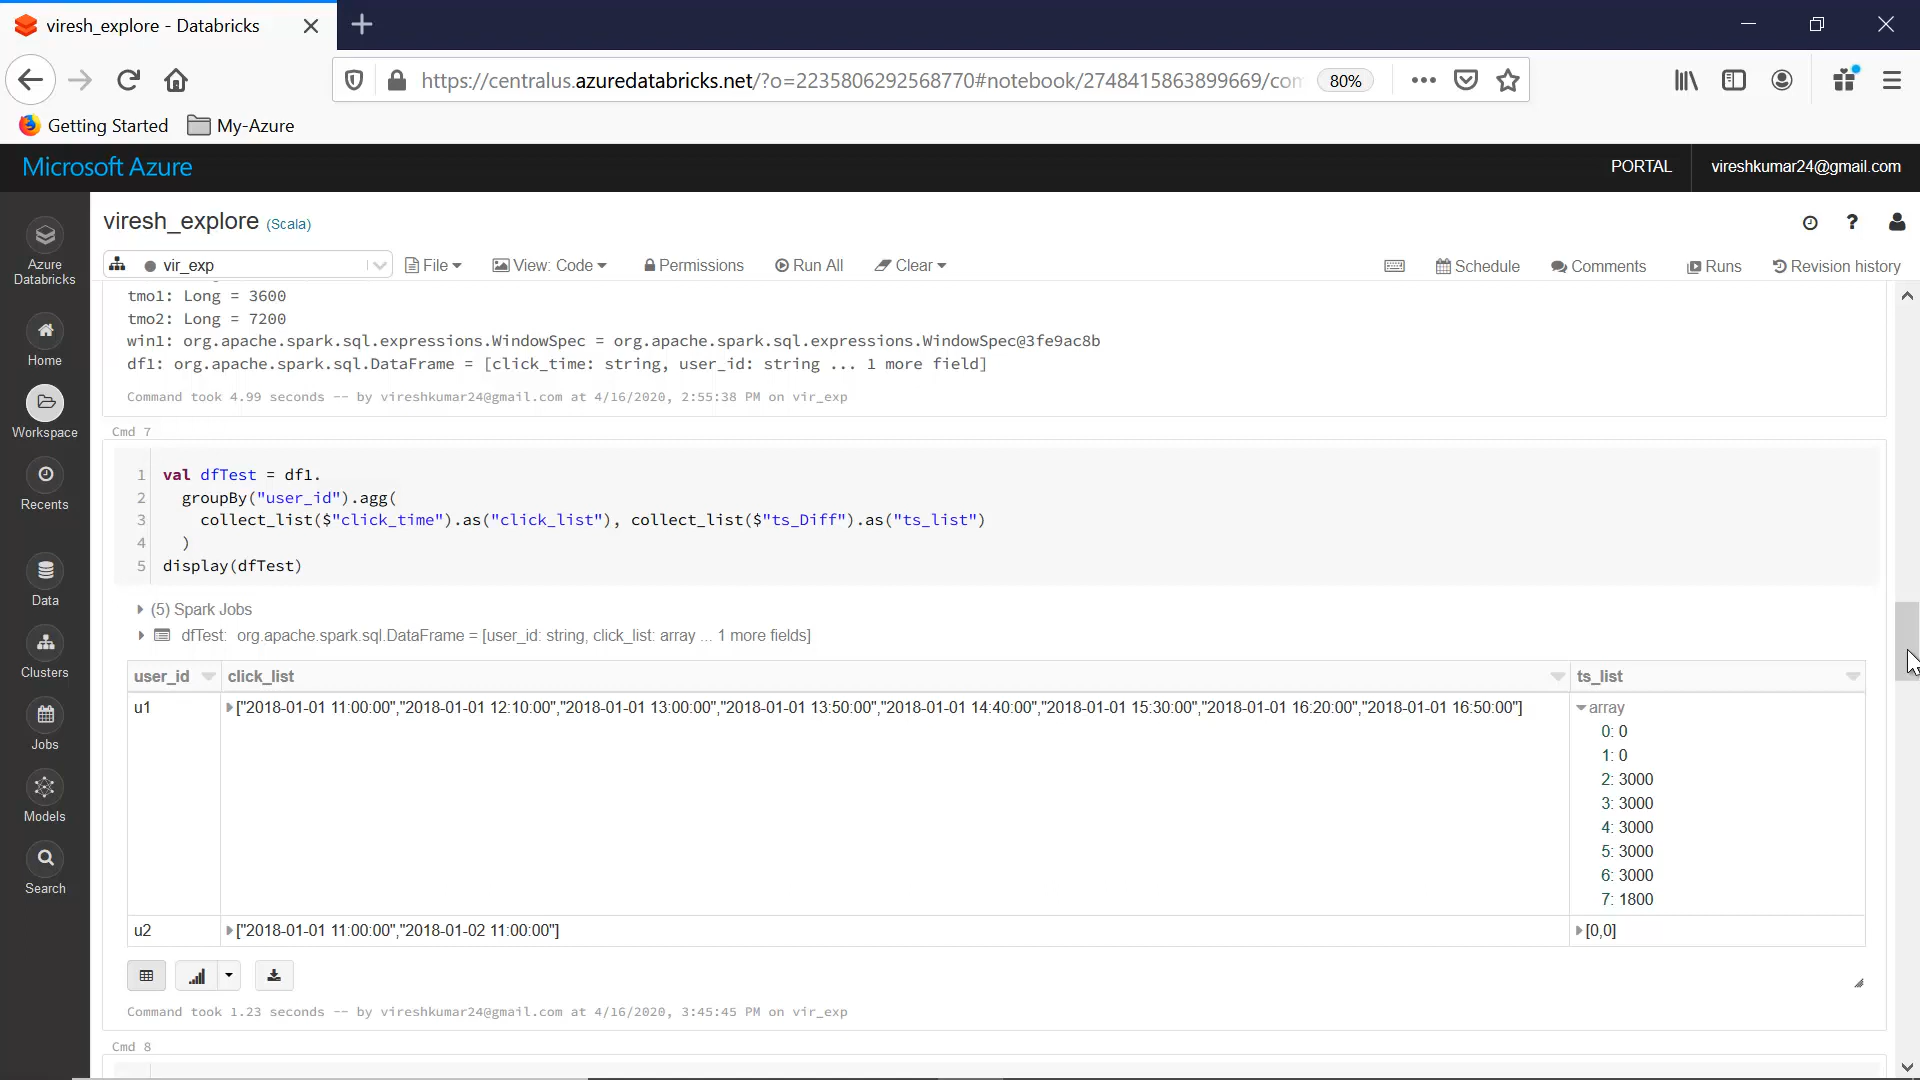 viresh_explore - Databricks
https://centralus.azuredatabricks.net/?o=2235806292568770#notebook/2748415863899669/con
80%
Getting Started
My-Azure
Microsoft Azure
PORTAL
vireshkumar24@gmail.com
Azure
Databricks
Home
Workspace
Recents
Data
Clusters
Jobs
Models
Search
viresh_explore (Scala)
vir_exp
File
View: Code
Permissions
Run All
Clear
Schedule
Comments
Runs
Revision history
tmo1: Long = 3600
tmo2: Long = 7200
win1: org.apache.spark.sql.expressions.WindowSpec = org.apache.spark.sql.expressions.WindowSpec@3fe9ac8b
df1: org.apache.spark.sql.DataFrame = [click_time: string, user_id: string ... 1 more field]
Command took 4.99 seconds -- by vireshkumar24@gmail.com at 4/16/2020, 2:55:38 PM on vir_exp
Cmd 7
1 val dfTest = df1.
2 groupBy("user_id").agg(
3 collect_list($"click_time").as("click_list"), collect_list($"ts_Diff").as("ts_list")
4 )
5 display(dfTest)
(5) Spark Jobs
dfTest: org.apache.spark.sql.DataFrame = [user_id: string, click_list: array ... 1 more fields]
user_id click_list ts_list
u1 ["2018-01-01 11:00:00","2018-01-01 12:10:00","2018-01-01 13:00:00","2018-01-01 13:50:00","2018-01-01 14:40:00","2018-01-01 15:30:00","2018-01-01 16:20:00","2018-01-01 16:50:00"] array
0: 0
1: 0
2: 3000
3: 3000
4: 3000
5: 3000
6: 3000
7: 1800
u2 ["2018-01-01 11:00:00","2018-01-02 11:00:00"] [0,0]
Command took 1.23 seconds -- by vireshkumar24@gmail.com at 4/16/2020, 3:45:45 PM on vir_exp
Cmd 8